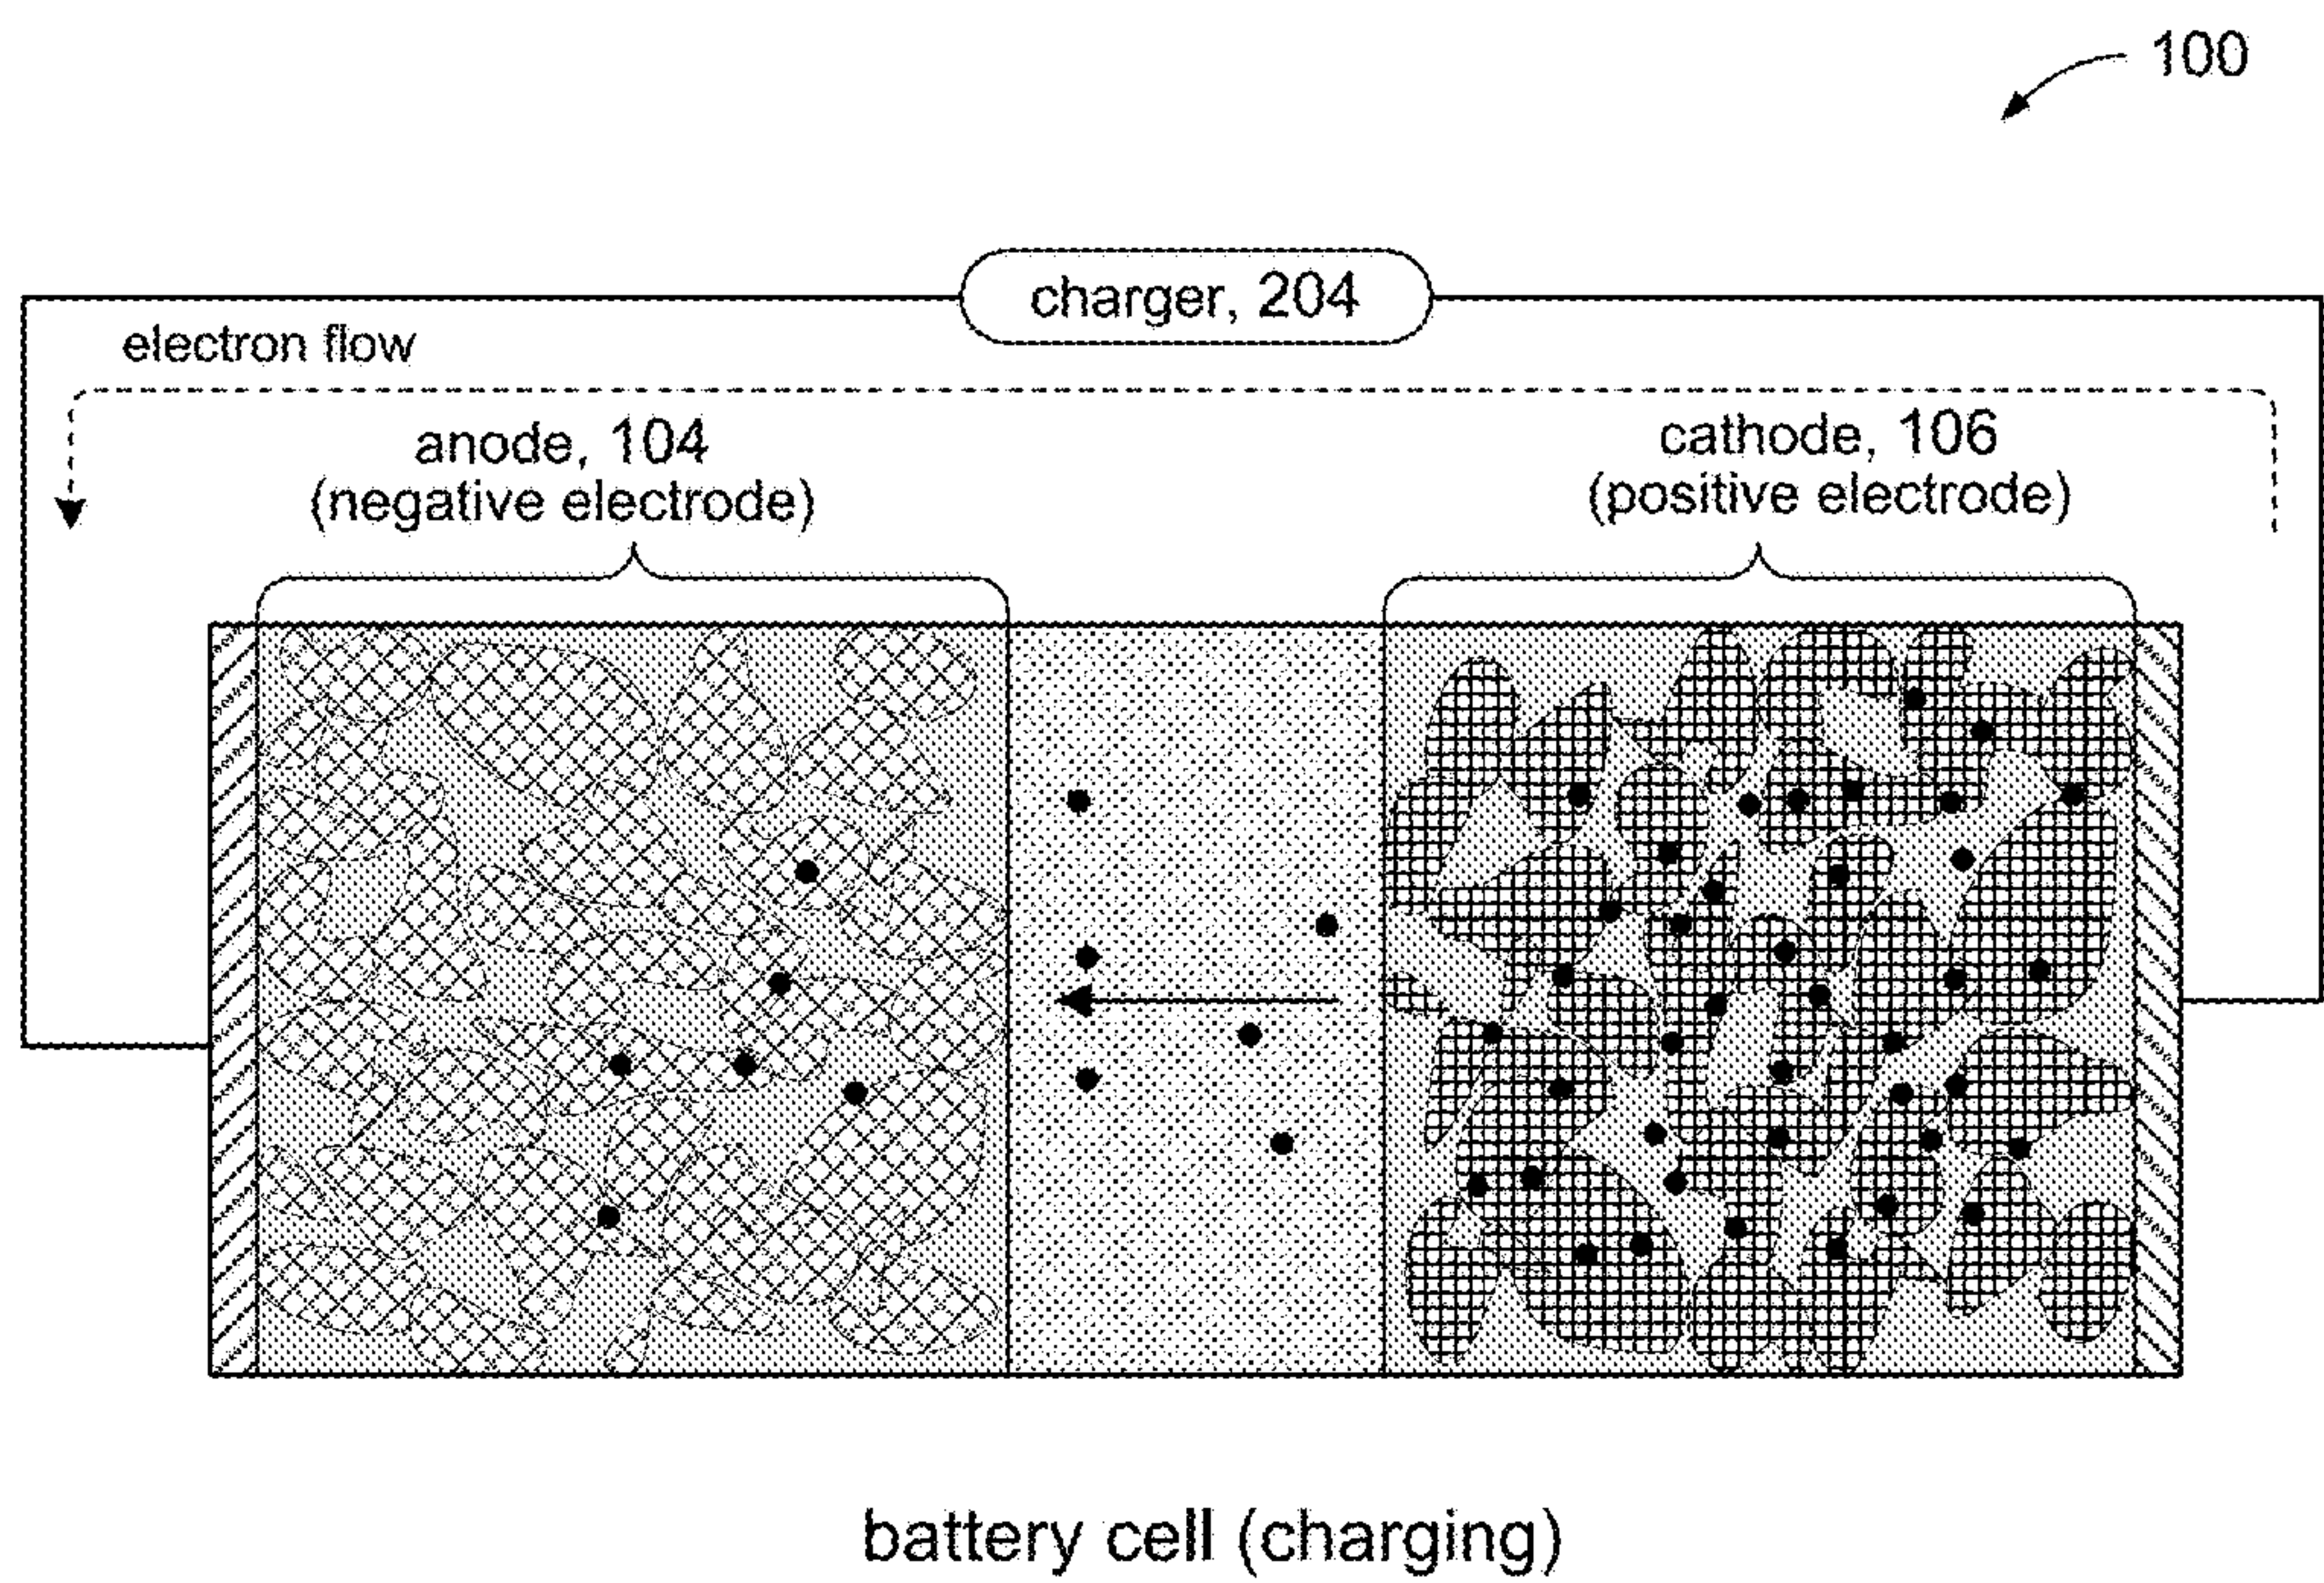 100
charger, 204
electron flow
anode, 104
(negative electrode)
cathode, 106
(positive electrode)
battery cell (charging)